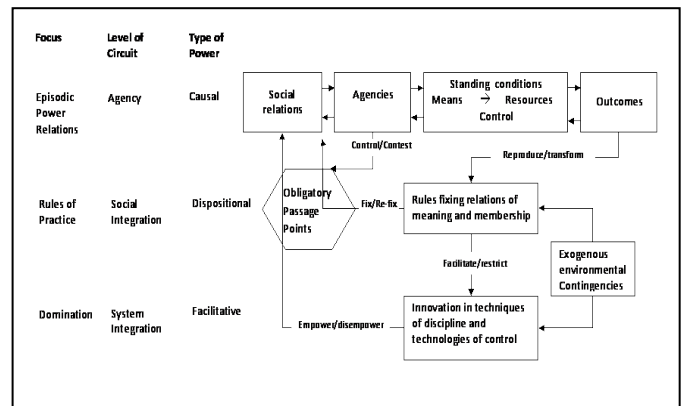 Focus
Level of
Circuit
Type of
Power
Episodic
Power
Relations
Agency
Causal
Social
relations
Agencies
Standing conditions
Means → Resources
Control
Outcomes
Control/Contest
Reproduce/transform
Rules of
Practice
Social
Integration
Dispositional
Obligatory
Passage
Points
Fix/Re-fix
Rules fixing relations of
meaning and membership
Facilitate/restrict
Exogenous
environmental
Contingencies
Domination
System
Integration
Facilitative
Empower/disempower
Innovation in techniques
of discipline and
technologies of control